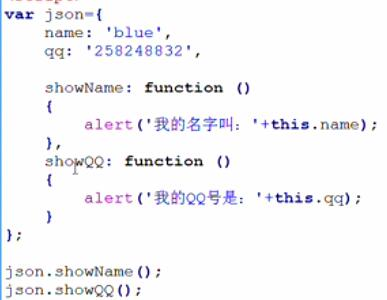 var json={
    name: 'blue',
    qq: '258248832',

    showName: function ()
    {
        alert('我的名字叫：'+this.name);
    },
    showQQ: function ()
    {
        alert('我的QQ号是：'+this.qq);
    }
};

json.showName();
json.showQQ();